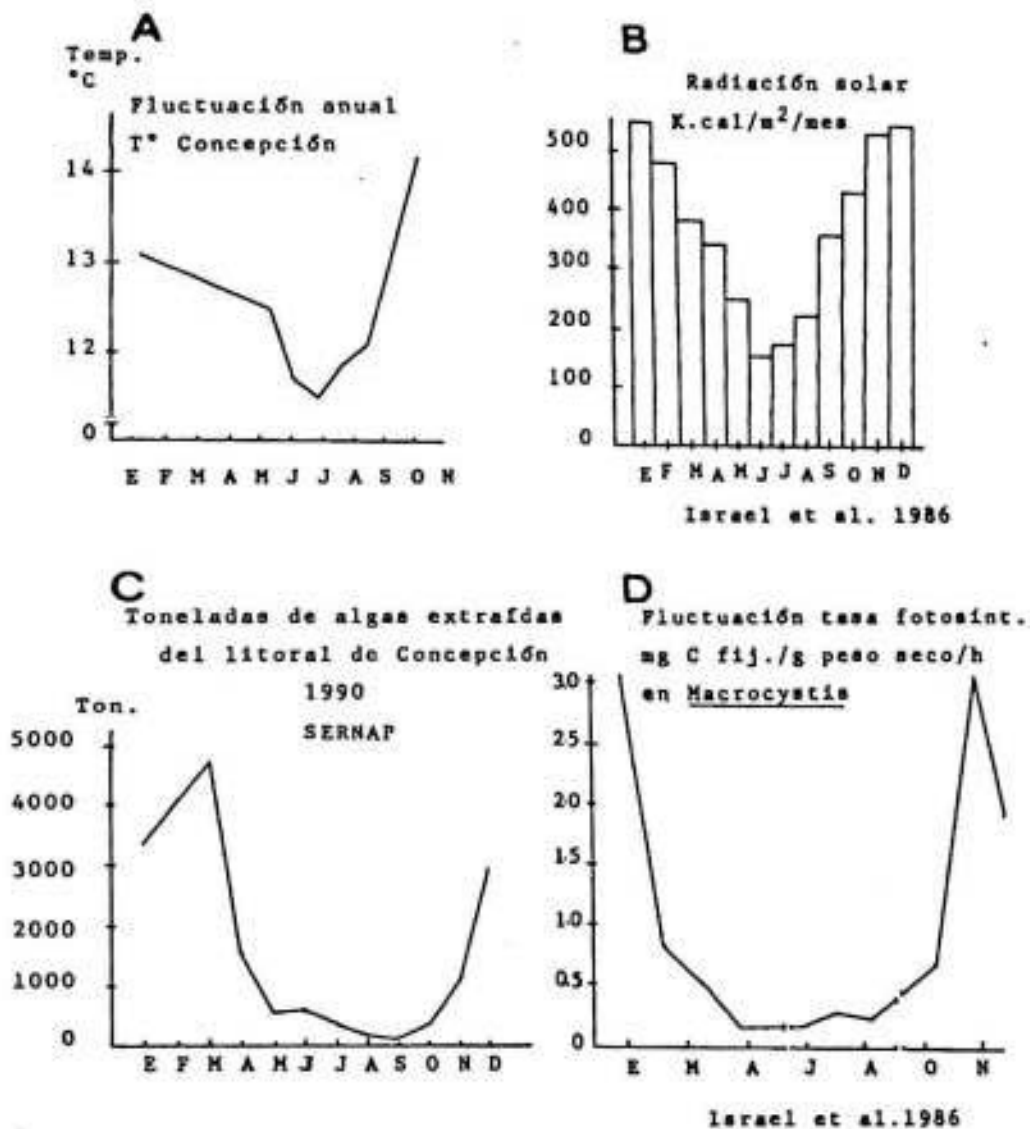 A
Temp.
°C
Fluctuación anual
T° Concepción
14
13
12
0
E F M A M J J A S O N
B
Radiación solar
K.cal/m²/mes
500
400
300
200
100
0
E F M A M J J A S O N D
Israel et al. 1986
C
Toneladas de algas extraídas
del litoral de Concepción
1990
SERNAP
Ton.
5000
4000
3000
2000
1000
0
E F M A M J J A S O N D
D
Fluctuación tasa fotosint.
mg C fij./g peso seco/h
en Macrocystis
3.0
2.5
2.0
1.5
1.0
0.5
0
E M A J A O N
Israel et al.1986